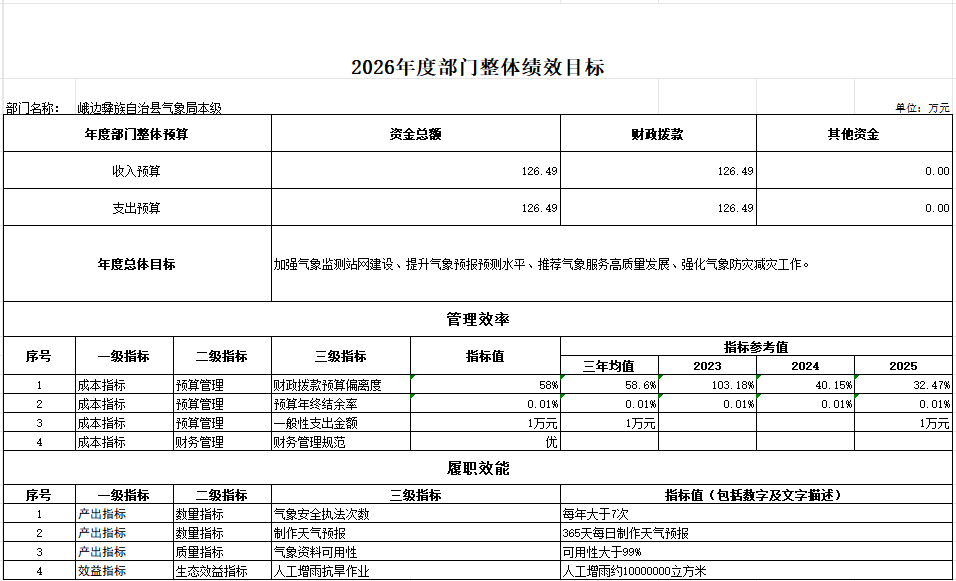 2026年度部门整体绩效目标
部门名称： 峨边彝族自治县气象局本级 单位：万元
年度部门整体预算 资金总额 财政拨款 其他资金
收入预算 126.49 126.49 0.00
支出预算 126.49 126.49 0.00
年度总体目标 加强气象监测站网建设、提升气象预报预测水平、推荐气象服务高质量发展、强化气象防灾减灾工作。
管理效率
序号 一级指标 二级指标 三级指标 指标值 指标参考值
三年均值 2023 2024 2025
1 成本指标 预算管理 财政拨款预算偏离度 58% 58.6% 103.18% 40.15% 32.47%
2 成本指标 预算管理 预算年终结余率 0.01% 0.01% 0.01% 0.01% 0.01%
3 成本指标 预算管理 一般性支出金额 1万元 1万元 1万元
4 成本指标 财务管理 财务管理规范 优
履职效能
序号 一级指标 二级指标 三级指标 指标值（包括数字及文字描述）
1 产出指标 数量指标 气象安全执法次数 每年大于7次
2 产出指标 数量指标 制作天气预报 365天每日制作天气预报
3 产出指标 质量指标 气象资料可用性 可用性大于99%
4 效益指标 生态效益指标 人工增雨抗旱作业 人工增雨约10000000立方米